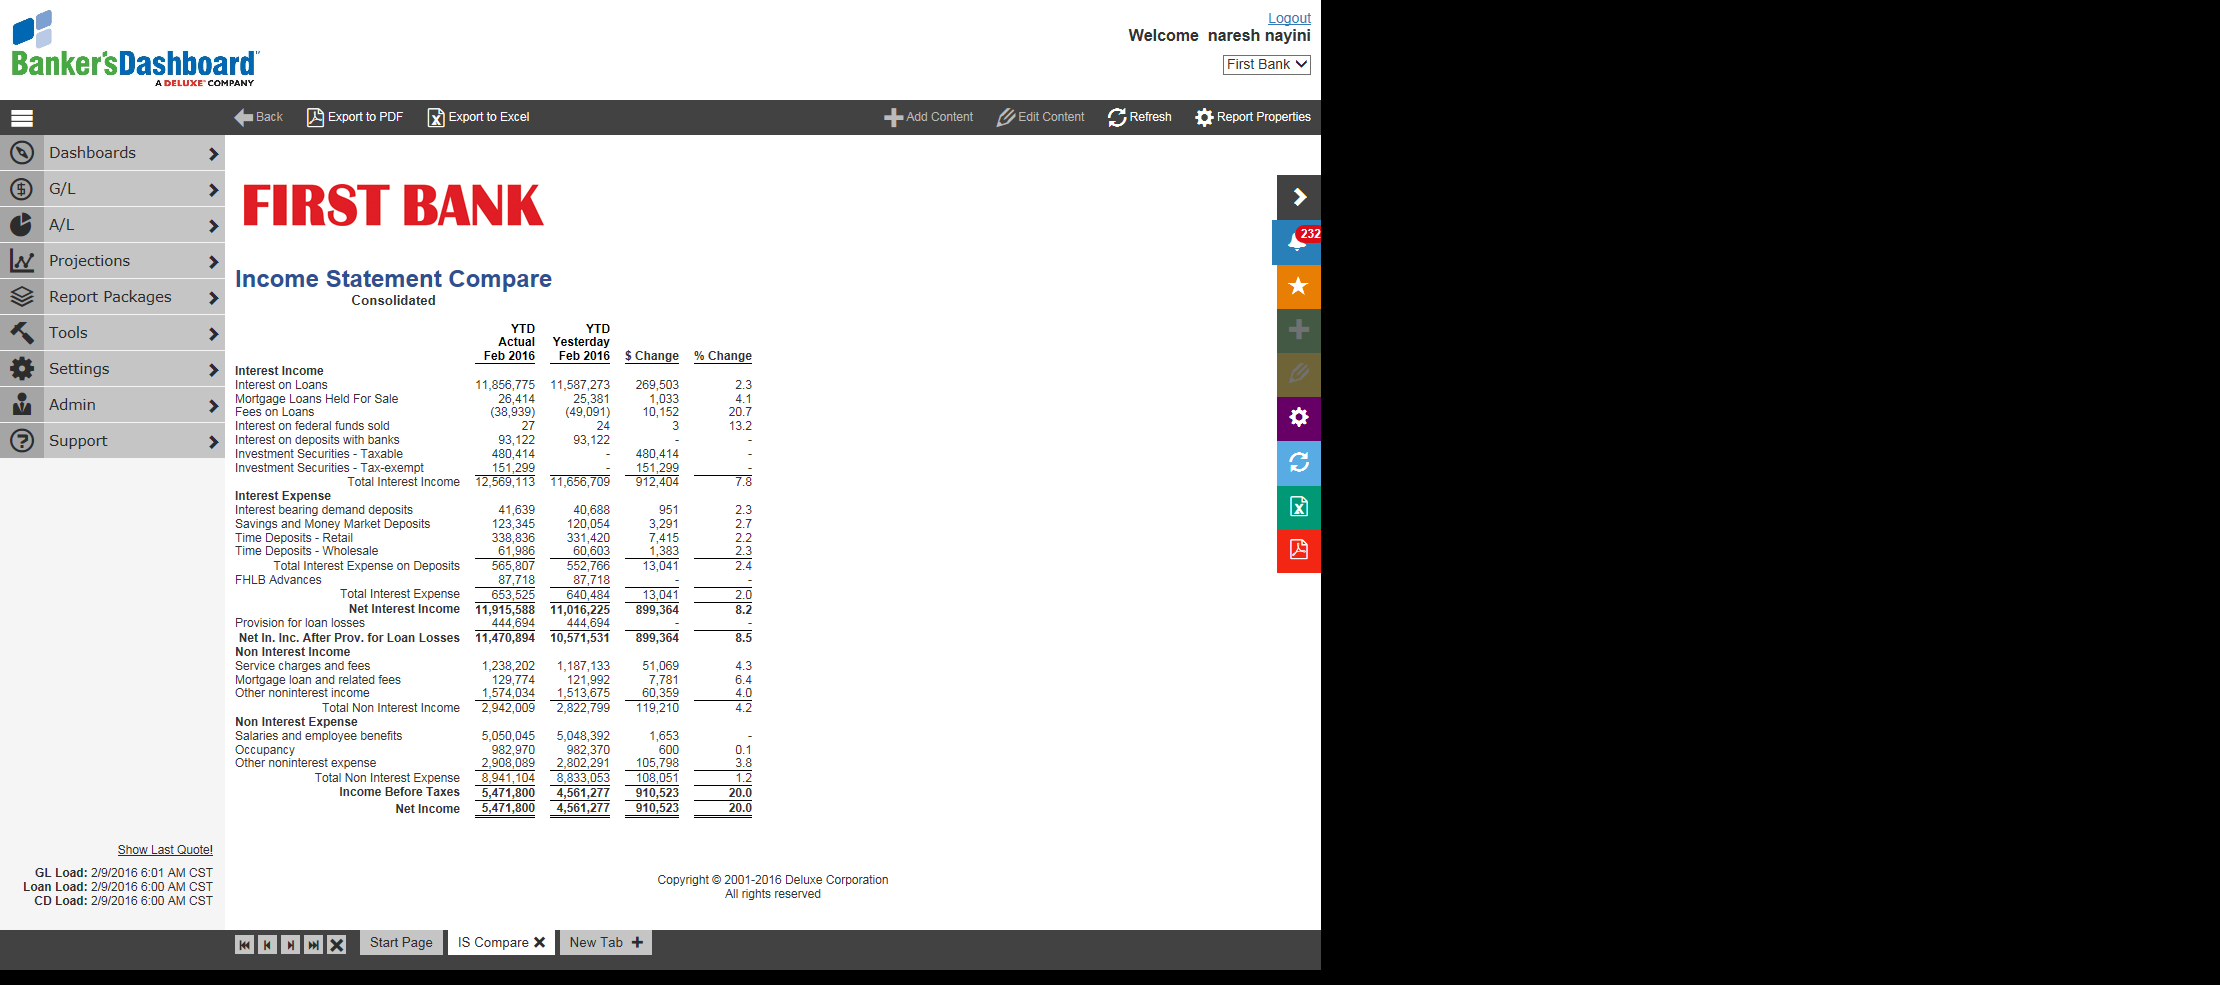 Logout
Banker'sDashboard
A DELUXE COMPANY
Welcome naresh nayini
First Bank
Back Export to PDF Export to Excel Add Content Edit Content Refresh Report Properties
Dashboards
G/L
A/L
Projections
Report Packages
Tools
Settings
Admin
Support
232
FIRST BANK
Income Statement Compare
Consolidated
YTD YTD
Actual Yesterday
Feb 2016 Feb 2016 $ Change % Change
Interest Income
Interest on Loans 11,856,775 11,587,273 269,503 2.3
Mortgage Loans Held For Sale 26,414 25,381 1,033 4.1
Fees on Loans (38,939) (49,091) 10,152 20.7
Interest on federal funds sold 27 24 3 13.2
Interest on deposits with banks 93,122 93,122 - -
Investment Securities - Taxable 480,414 - 480,414 -
Investment Securities - Tax-exempt 151,299 - 151,299 -
Total Interest Income 12,569,113 11,656,709 912,404 7.8
Interest Expense
Interest bearing demand deposits 41,639 40,688 951 2.3
Savings and Money Market Deposits 123,345 120,054 3,291 2.7
Time Deposits - Retail 338,836 331,420 7,415 2.2
Time Deposits - Wholesale 61,986 60,603 1,383 2.3
Total Interest Expense on Deposits 565,807 552,766 13,041 2.4
FHLB Advances 87,718 87,718 - -
Total Interest Expense 653,525 640,484 13,041 2.0
Net Interest Income 11,915,588 11,016,225 899,364 8.2
Provision for loan losses 444,694 444,694 - -
Net In. Inc. After Prov. for Loan Losses 11,470,894 10,571,531 899,364 8.5
Non Interest Income
Service charges and fees 1,238,202 1,187,133 51,069 4.3
Mortgage loan and related fees 129,774 121,992 7,781 6.4
Other noninterest income 1,574,034 1,513,675 60,359 4.0
Total Non Interest Income 2,942,009 2,822,799 119,210 4.2
Non Interest Expense
Salaries and employee benefits 5,050,045 5,048,392 1,653 -
Occupancy 982,970 982,370 600 0.1
Other noninterest expense 2,908,089 2,802,291 105,798 3.8
Total Non Interest Expense 8,941,104 8,833,053 108,051 1.2
Income Before Taxes 5,471,800 4,561,277 910,523 20.0
Net Income 5,471,800 4,561,277 910,523 20.0
Show Last Quote!
GL Load: 2/9/2016 6:01 AM CST
Loan Load: 2/9/2016 6:00 AM CST
CD Load: 2/9/2016 6:00 AM CST
Copyright © 2001-2016 Deluxe Corporation
All rights reserved
Start Page IS Compare New Tab